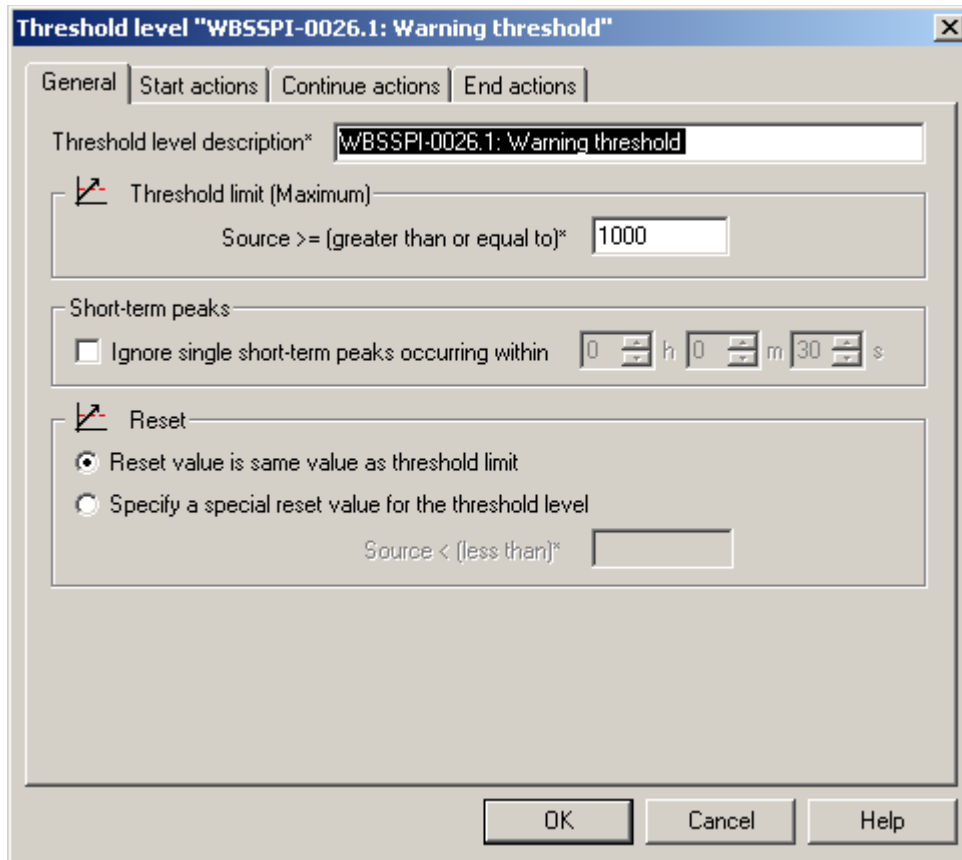 Threshold level "WBSSPI-0026.1: Warning threshold"
General Start actions Continue actions End actions
Threshold level description* WBSSPI-0026.1: Warning threshold
Threshold limit (Maximum)
Source >= (greater than or equal to)* 1000
Short-term peaks
Ignore single short-term peaks occurring within 0 h 0 m 30 s
Reset
Reset value is same value as threshold limit
Specify a special reset value for the threshold level
Source < (less than)*
OK Cancel Help